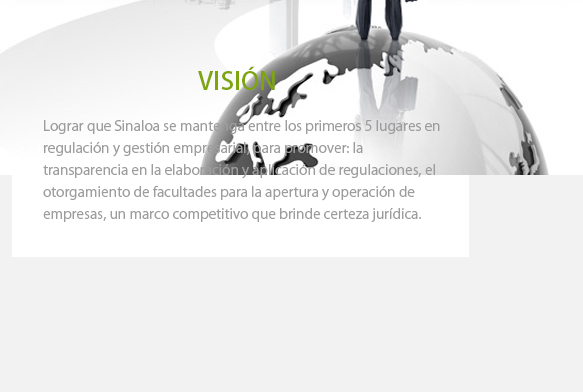 VISIÓN
Lograr que Sinaloa se mantenga entre los primeros 5 lugares en
regulación y gestión empresarial, para promover: la
transparencia en la elaboración y aplicación de regulaciones, el
otorgamiento de facultades para la apertura y operación de
empresas, un marco competitivo que brinde certeza jurídica.